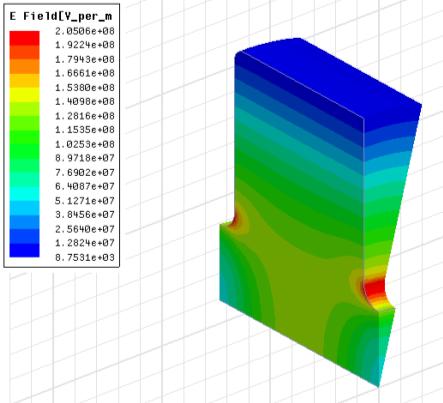 E Field[V_per_m
2.0506e+08
1.9224e+08
1.7943e+08
1.6661e+08
1.5380e+08
1.4098e+08
1.2816e+08
1.1535e+08
1.0253e+08
8.9718e+07
7.6902e+07
6.4087e+07
5.1271e+07
3.8456e+07
2.5640e+07
1.2824e+07
8.7531e+03